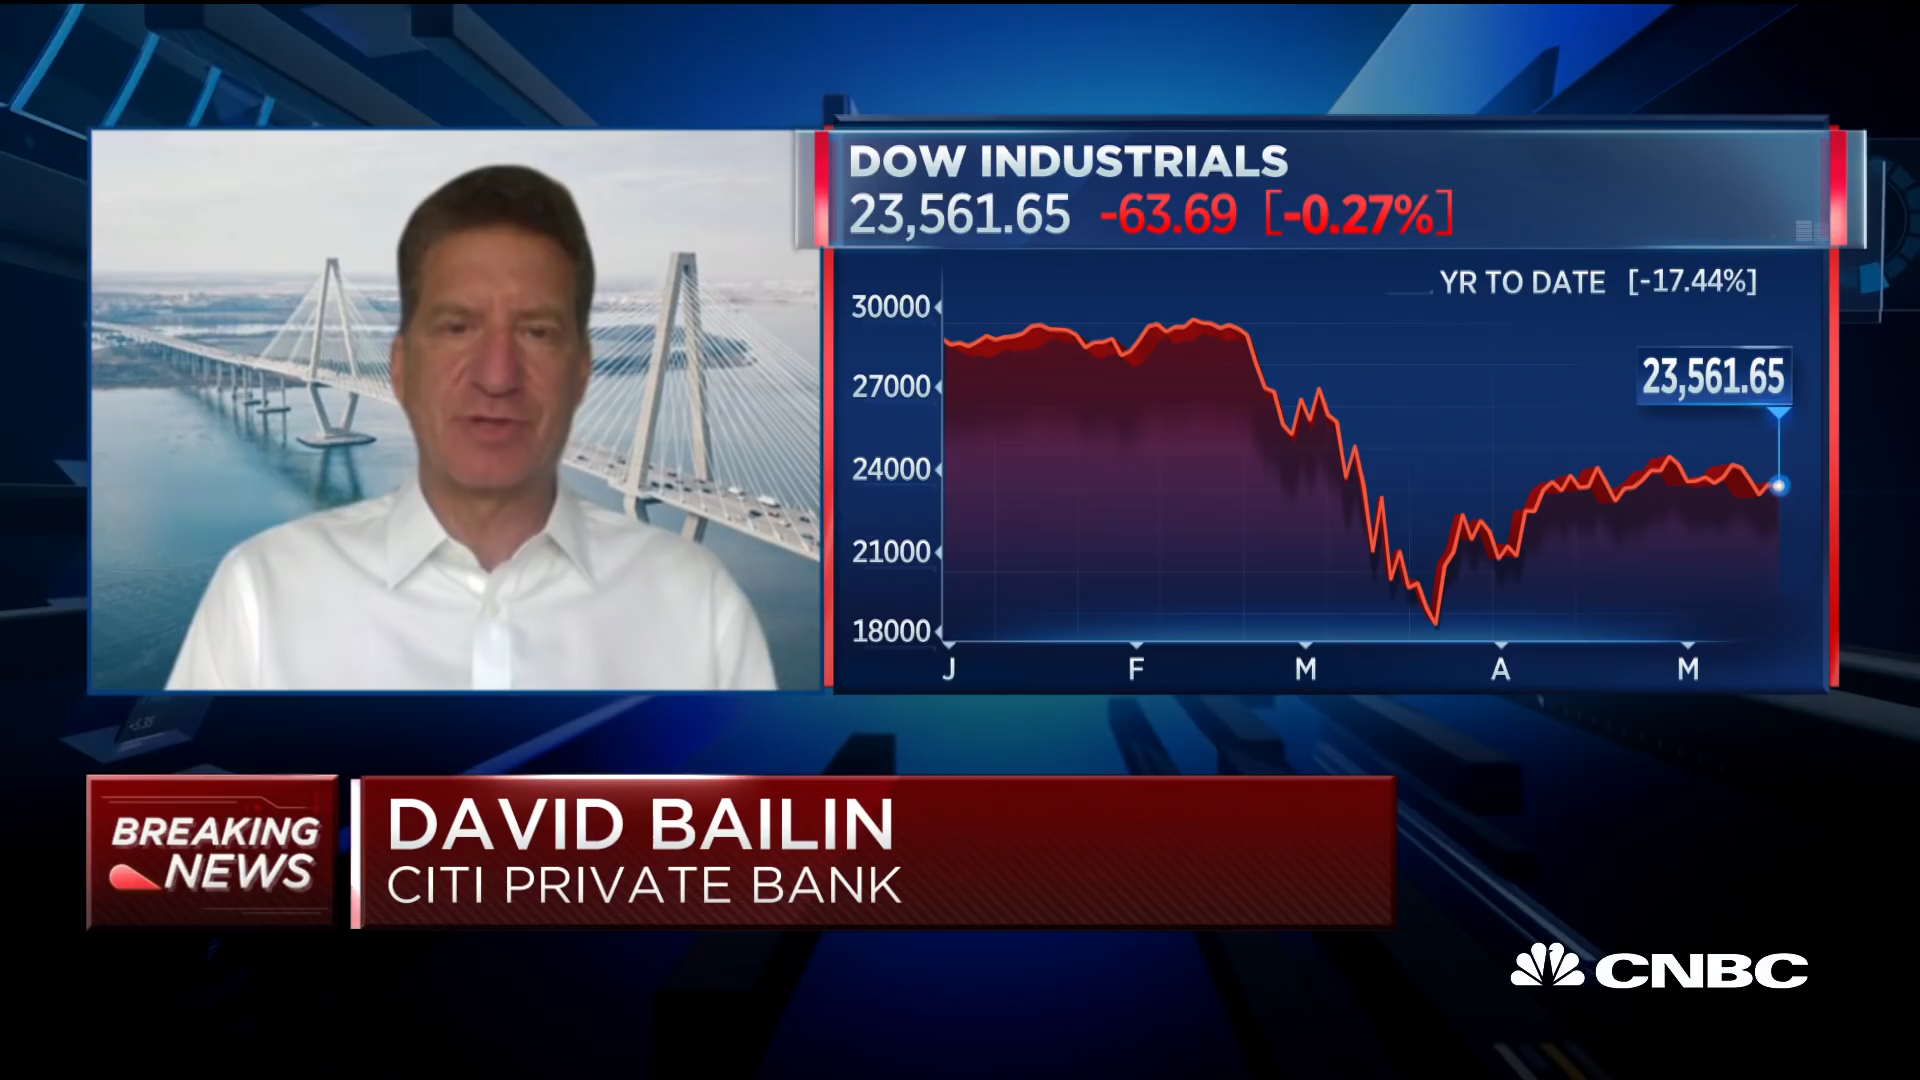 DOW INDUSTRIALS
23,561.65 -63.69 [-0.27%]
YR TO DATE [-17.44%]
30000
27000
24000
21000
18000
23,561.65
J F M A M
BREAKING
NEWS
DAVID BAILIN
CITI PRIVATE BANK
CNBC